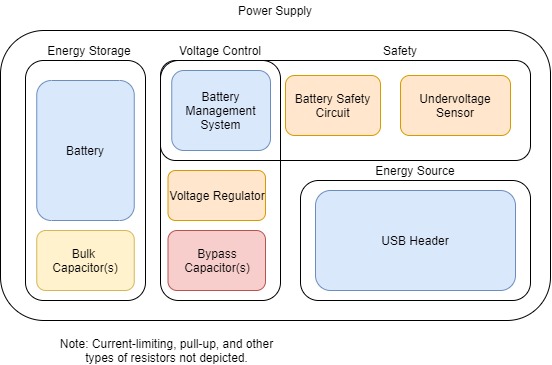 Power Supply
Energy Storage
Voltage Control
Safety
Battery
Battery
Management
System
Battery Safety
Circuit
Undervoltage
Sensor
Voltage Regulator
Energy Source
USB Header
Bulk
Capacitor(s)
Bypass
Capacitor(s)
Note: Current-limiting, pull-up, and other
types of resistors not depicted.